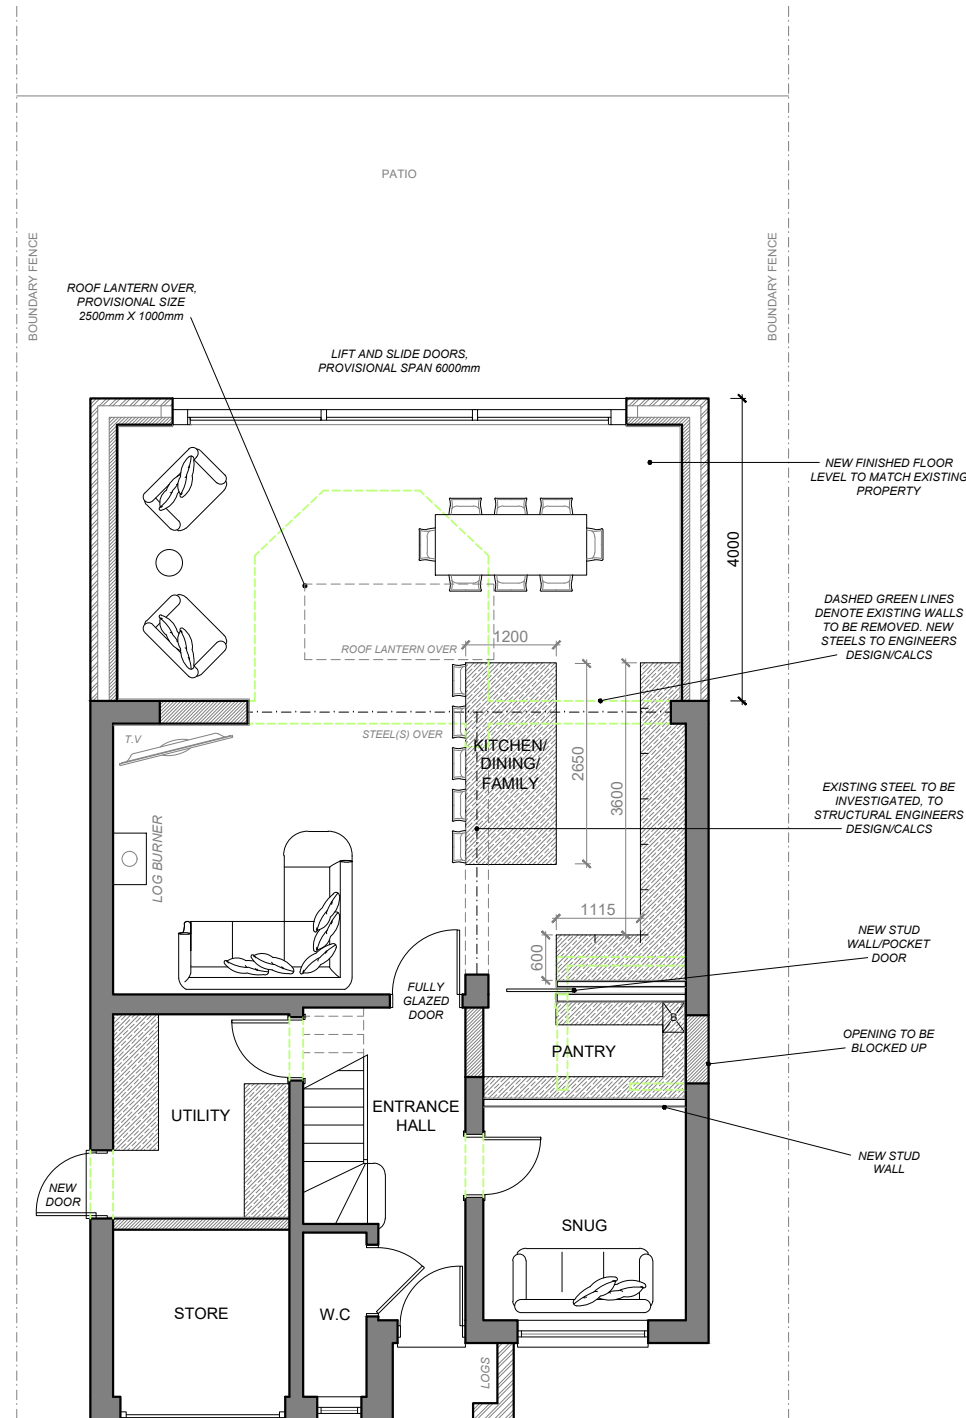 PATIO
BOUNDARY FENCE
BOUNDARY FENCE
ROOF LANTERN OVER,
PROVISIONAL SIZE
2500mm X 1000mm
LIFT AND SLIDE DOORS,
PROVISIONAL SPAN 6000mm
NEW FINISHED FLOOR
LEVEL TO MATCH EXISTING
PROPERTY
4000
DASHED GREEN LINES
DENOTE EXISTING WALLS
TO BE REMOVED. NEW
STEELS TO ENGINEERS
DESIGN/CALCS
1200
ROOF LANTERN OVER
STEEL(S) OVER
T.V
KITCHEN/
DINING/
FAMILY
2650
3600
EXISTING STEEL TO BE
INVESTIGATED, TO
STRUCTURAL ENGINEERS
DESIGN/CALCS
LOG BURNER
1115
600
NEW STUD
WALL/POCKET
DOOR
FULLY
GLAZED
DOOR
B
OPENING TO BE
BLOCKED UP
PANTRY
UTILITY
ENTRANCE
HALL
NEW STUD
WALL
NEW
DOOR
SNUG
STORE
W.C
LOGS